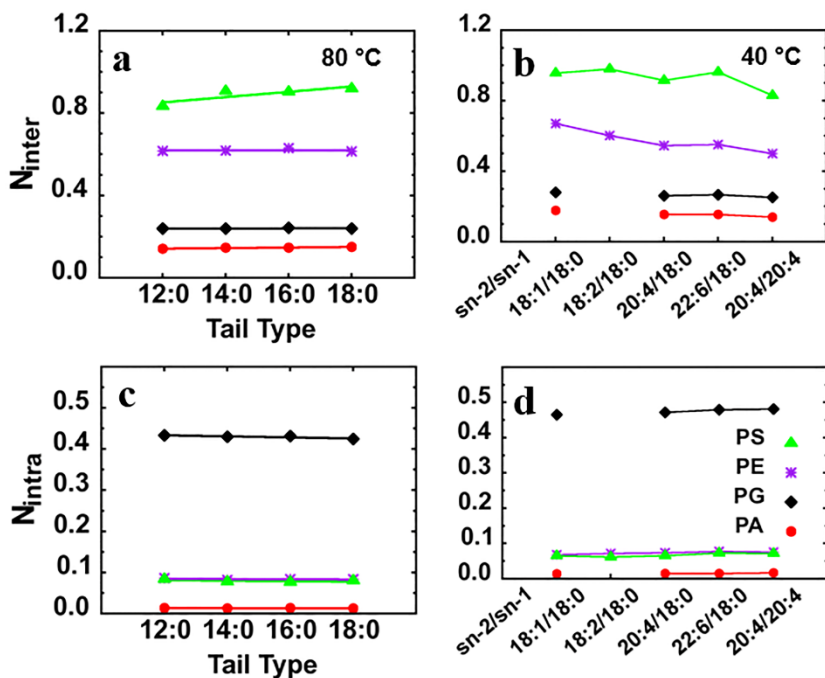 a
80 °C
N_inter
1.2
0.8
0.4
0.0
12:0 14:0 16:0 18:0
Tail Type
b
40 °C
1.2
0.8
0.4
0.0
sn-2/sn-1
18:1/18:0
18:2/18:0
20:4/18:0
22:6/18:0
20:4/20:4
c
N_intra
0.5
0.4
0.3
0.2
0.1
0.0
12:0 14:0 16:0 18:0
Tail Type
d
0.5
0.4
0.3
0.2
0.1
0.0
PS
PE
PG
PA
sn-2/sn-1
18:1/18:0
18:2/18:0
20:4/18:0
22:6/18:0
20:4/20:4